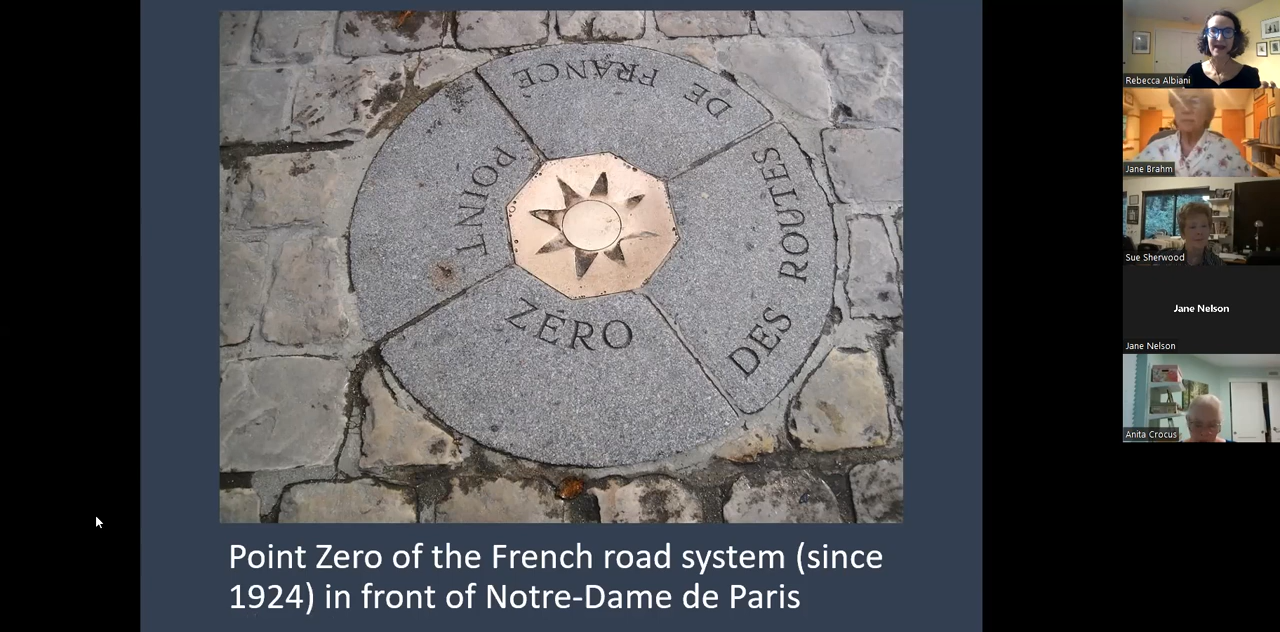 POINT
ZÉRO
DES ROUTES
DE FRANCE
Point Zero of the French road system (since
1924) in front of Notre-Dame de Paris
Rebecca Albiani
Jane Brahm
Sue Sherwood
Jane Nelson
Jane Nelson
Anita Crocus